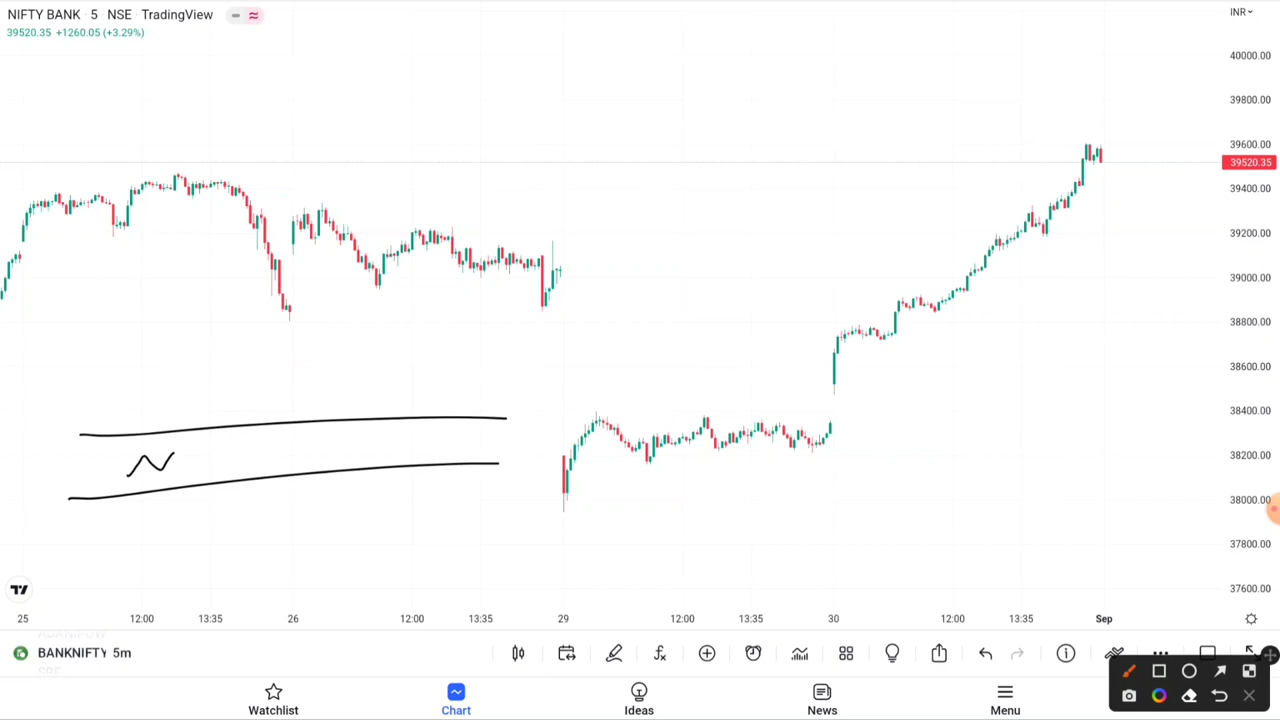 NIFTY BANK · 5 · NSE · TradingView
39520.35 +1260.05 (+3.29%)
INR
40000.00
39800.00
39600.00
39520.35
39400.00
39200.00
39000.00
38800.00
38600.00
38400.00
38200.00
38000.00
37800.00
37600.00
25 12:00 13:35 26 12:00 13:35 29 12:00 13:35 30 12:00 13:35 Sep
ADANIPOW
BANKNIFTY 5m
Watchlist Chart Ideas News Menu